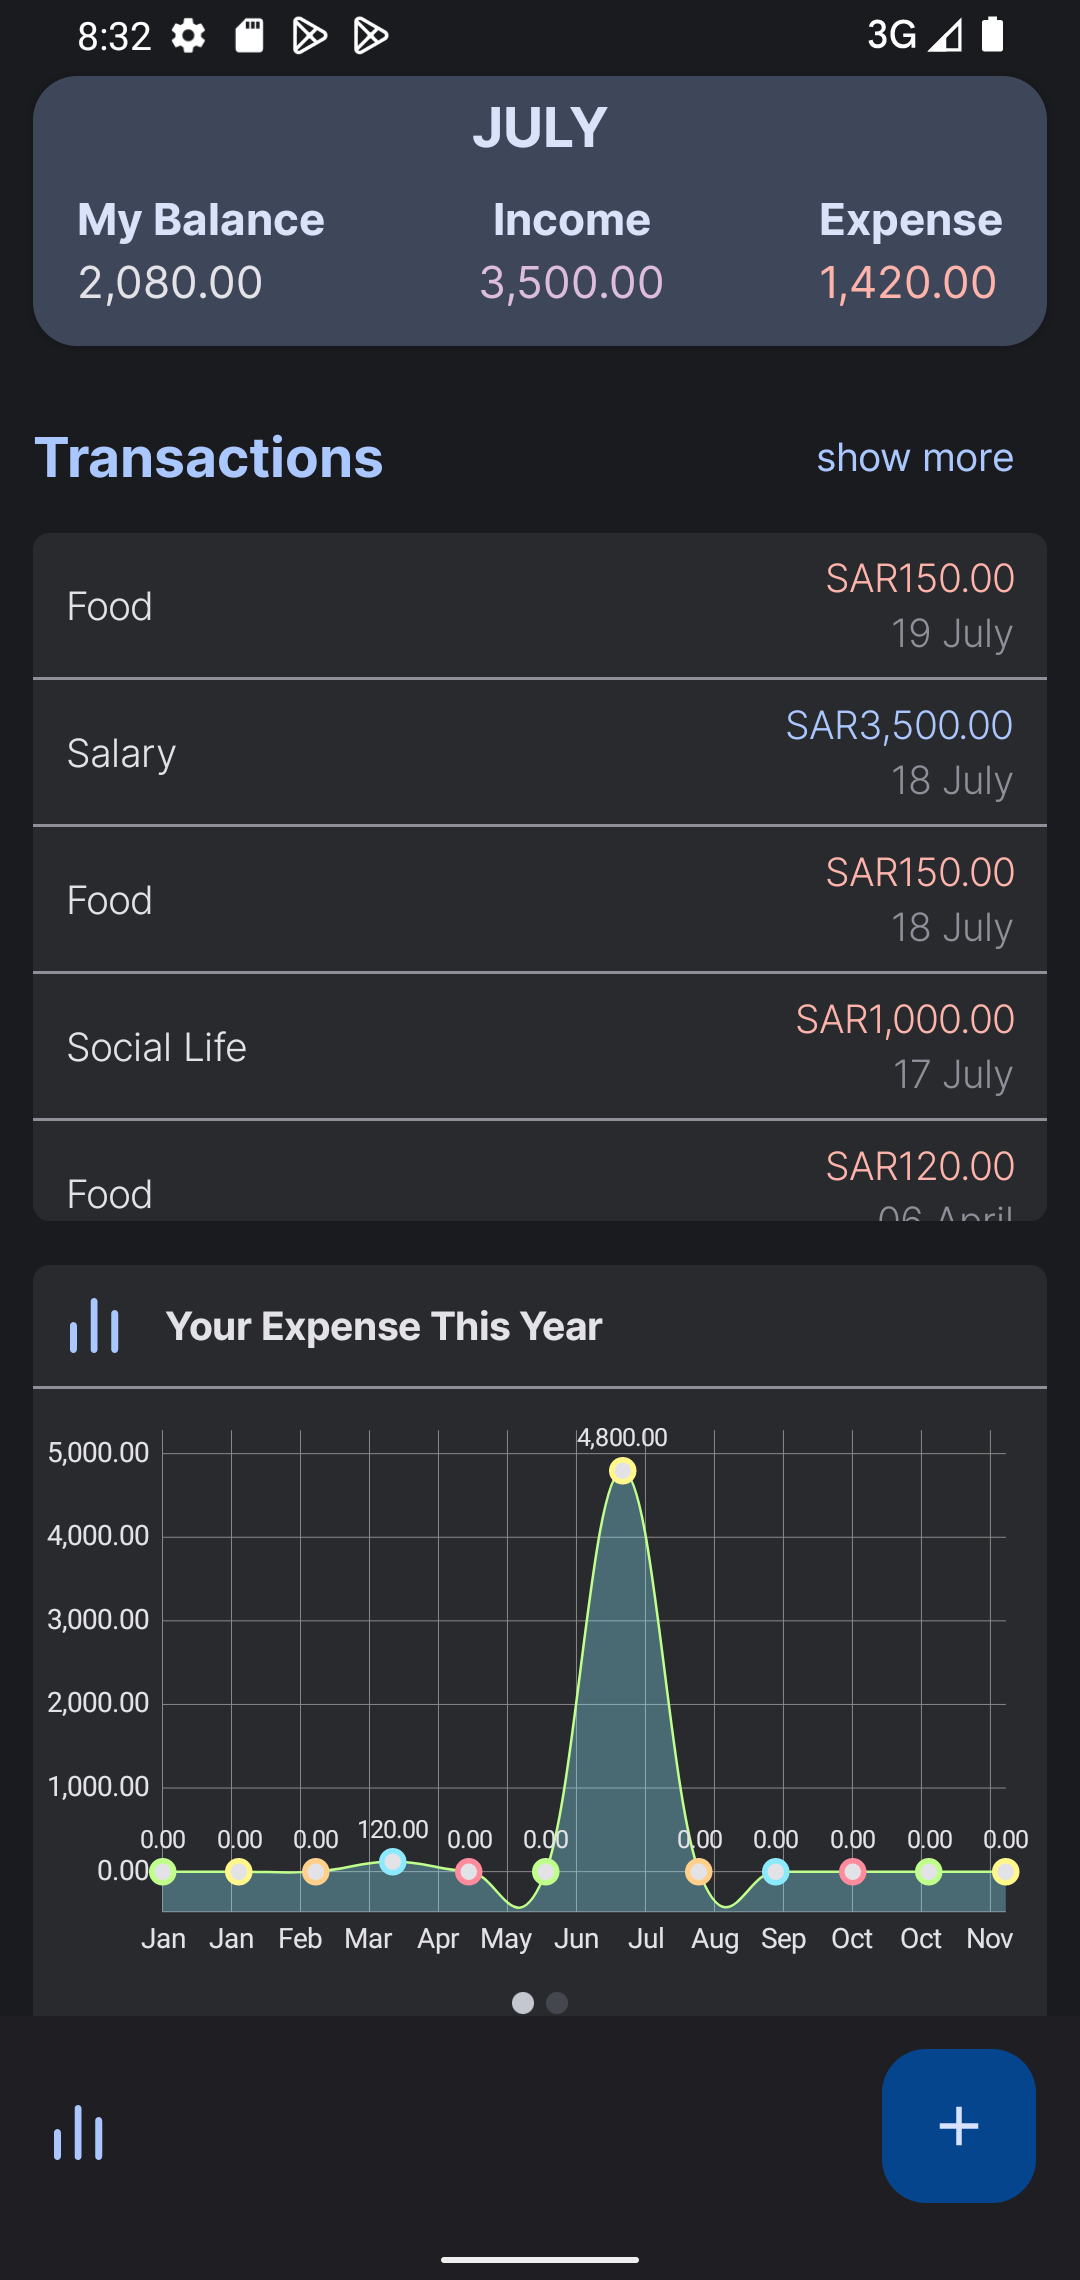 8:32
3G
JULY
My Balance Income Expense
2,080.00 3,500.00 1,420.00
Transactions show more
Food SAR150.00
19 July
Salary SAR3,500.00
18 July
Food SAR150.00
18 July
Social Life SAR1,000.00
17 July
Food SAR120.00
06 April
Your Expense This Year
4,800.00
5,000.00
4,000.00
3,000.00
2,000.00
1,000.00
0.00 0.00 0.00 120.00 0.00 0.00 0.00 0.00 0.00 0.00 0.00
0.00
Jan Jan Feb Mar Apr May Jun Jul Aug Sep Oct Oct Nov